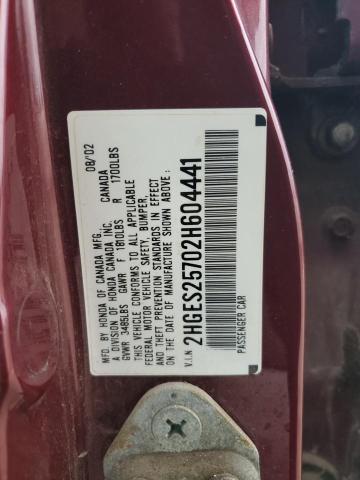 MFD. BY HONDA OF CANADA MFG. 08/'02
A DIVISION OF HONDA CANADA INC. CANADA
GVWR 3485LBS GAWR F 1810LBS R 1700LBS
THIS VEHICLE CONFORMS TO ALL APPLICABLE
FEDERAL MOTOR VEHICLE SAFETY, BUMPER,
AND THEFT PREVENTION STANDARDS IN EFFECT
ON THE DATE OF MANUFACTURE SHOWN ABOVE.
V.I.N 2HGES25702H604441
PASSENGER CAR